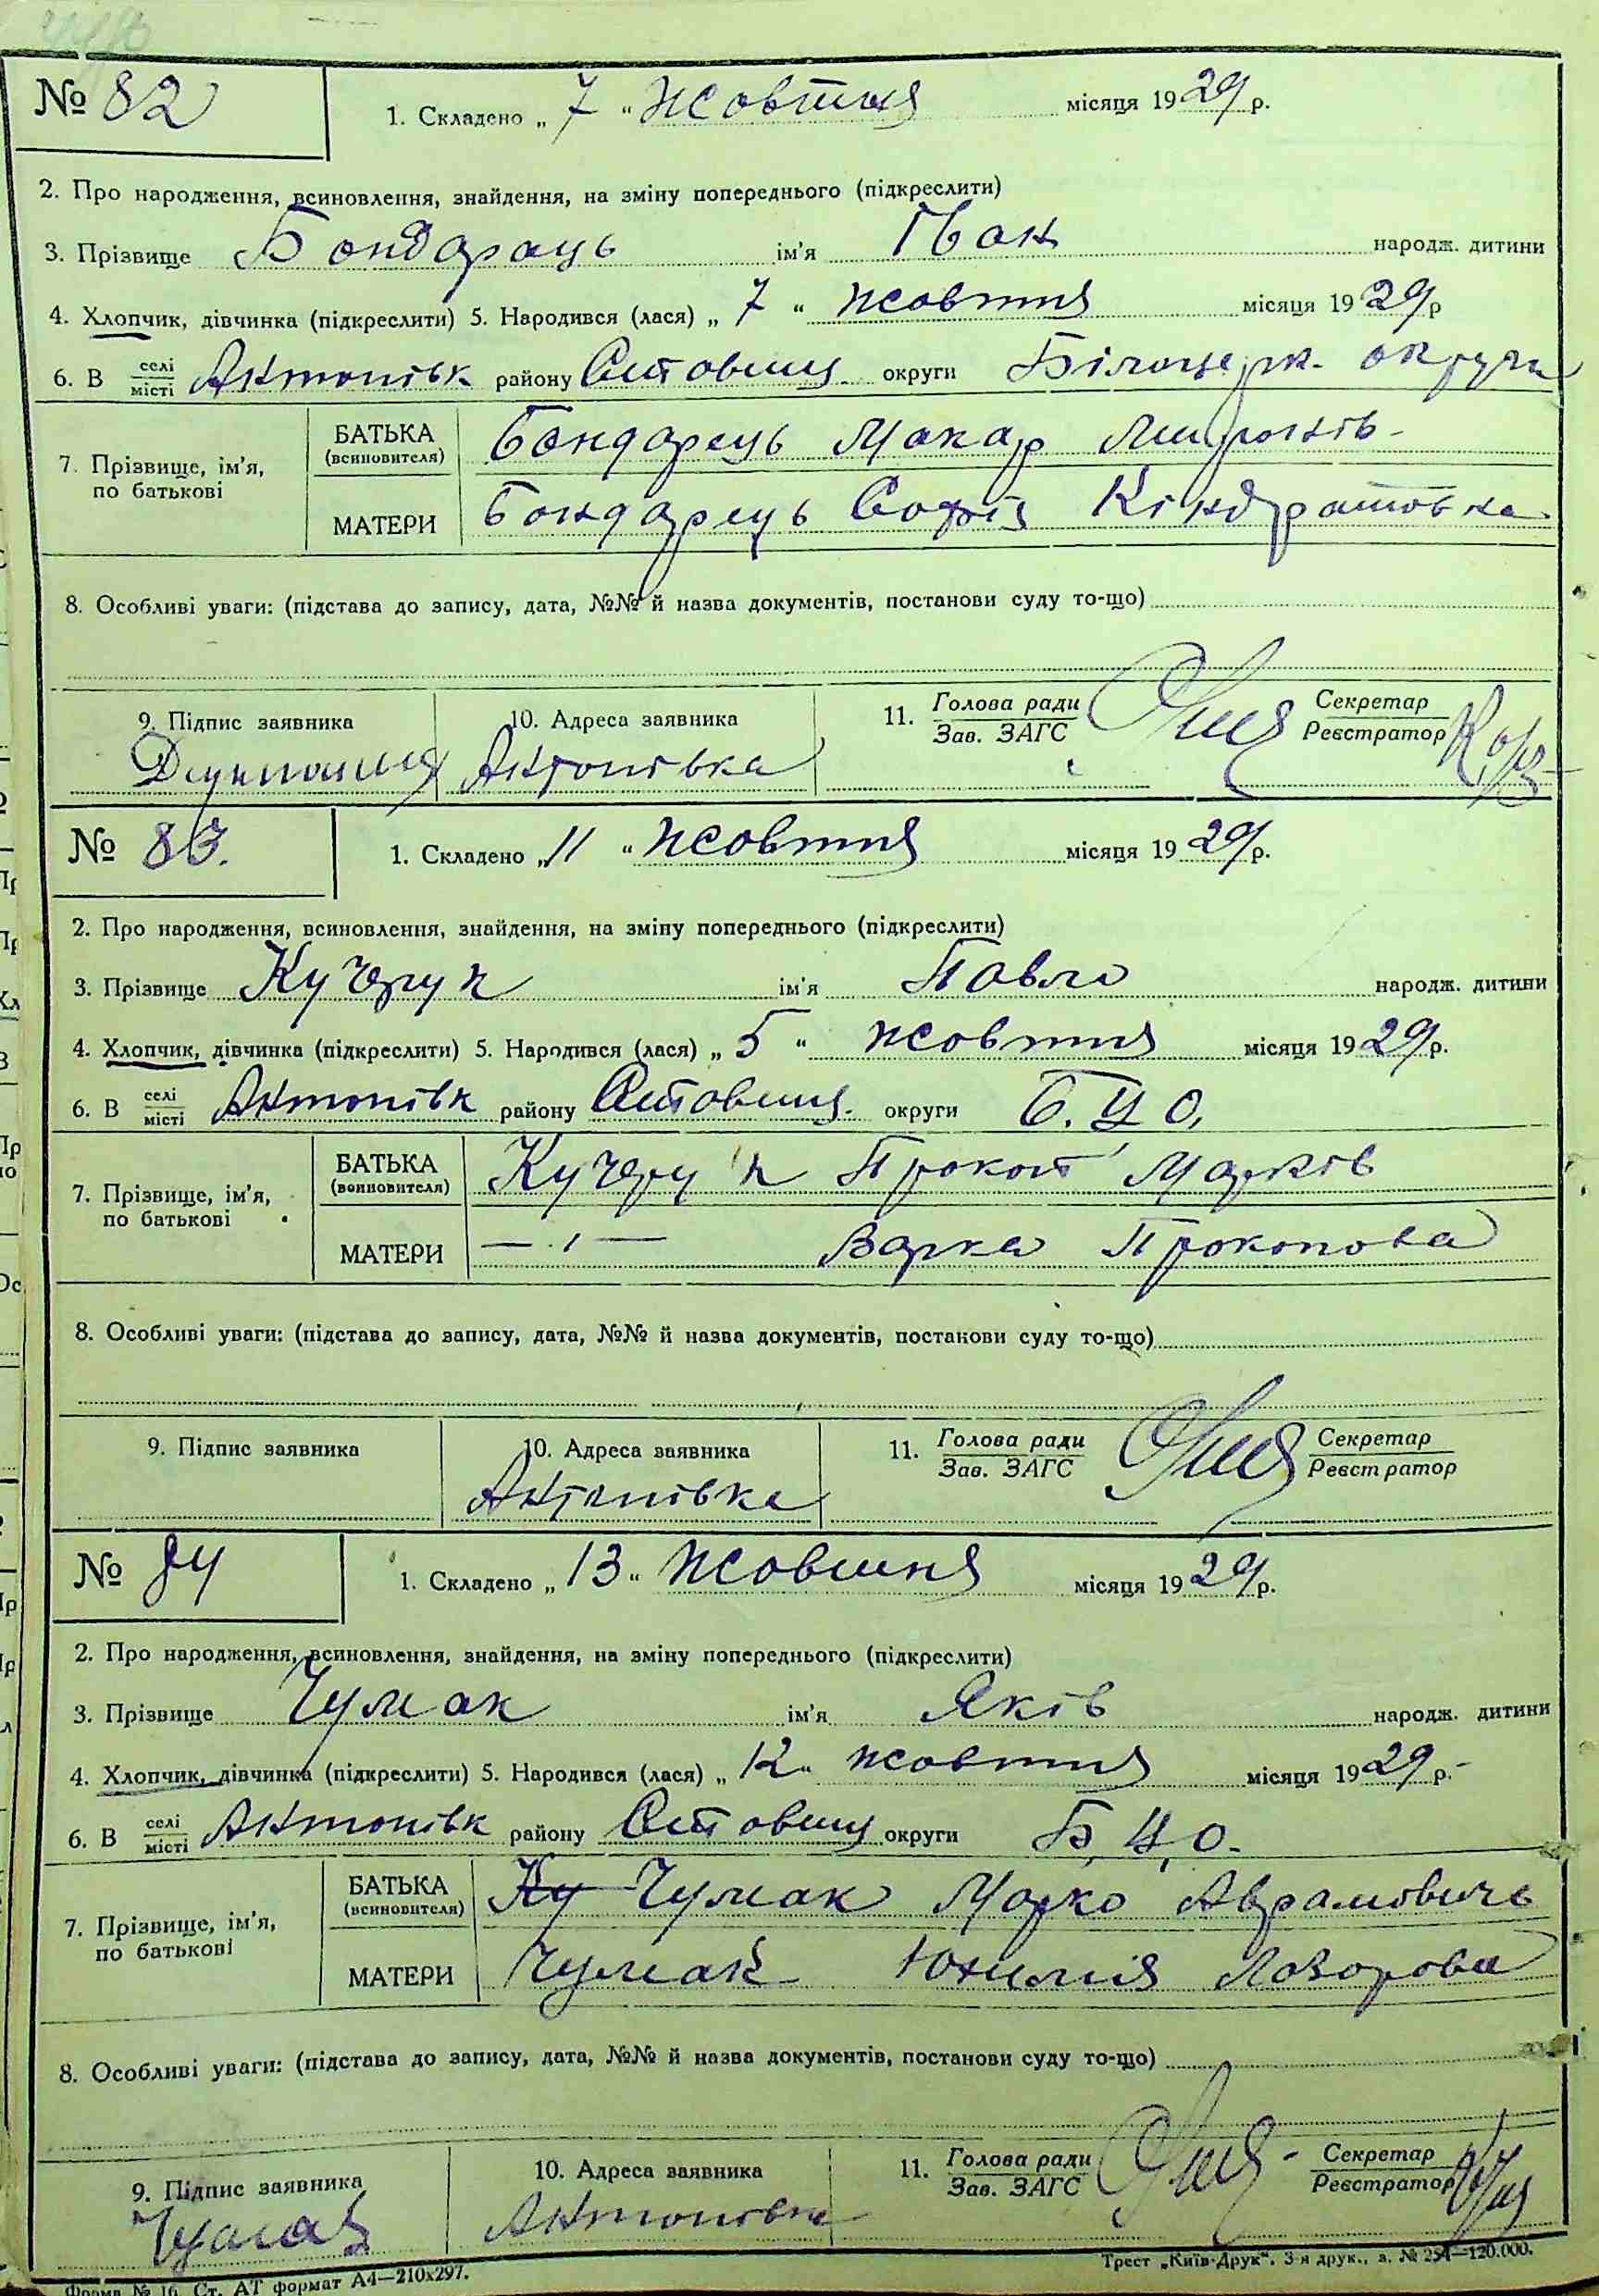 № 82
1. Складено „ 7 " Жовтня місяця 1929 р.
2. Про народження, всиновлення, знайдення, на зміну попереднього (підкреслити)
3. Прізвище Бондарець ім'я Іван народж. дитини
4. Хлопчик, дівчинка (підкреслити) 5. Народився (лася) „ 7 " жовтня місяця 1929 р
6. В селі/місті Антонівк району Ставищ. округи Білоцерк. округи
7. Прізвище, ім'я, по батькові
БАТЬКА (всиновителя) Бондарець Макар Миронів-
МАТЕРИ Бондарець Софія Кіндратовна
8. Особливі уваги: (підстава до запису, дата, №№ й назва документів, постанови суду то-що)
9. Підпис заявника 10. Адреса заявника 11. Голова ради Секретар
Зав. ЗАГС Реєстратор
Антонівка
№ 83.
1. Складено „ 11 " Жовтня місяця 1929 р.
2. Про народження, всиновлення, знайдення, на зміну попереднього (підкреслити)
3. Прізвище Кучерук ім'я Павло народж. дитини
4. Хлопчик, дівчинка (підкреслити) 5. Народився (лася) „ 5 " жовтня місяця 1929 р.
6. В селі/місті Антонівк району Ставищ. округи Б. Ц О.
7. Прізвище, ім'я, по батькові
БАТЬКА (всиновителя) Кучерук Прокоп Марків
МАТЕРИ — ı — Варка Прокопова
8. Особливі уваги: (підстава до запису, дата, №№ й назва документів, постанови суду то-що)
9. Підпис заявника 10. Адреса заявника 11. Голова ради Секретар
Зав. ЗАГС Реєстратор
Антонівка
№ 84
1. Складено „ 13 " Жовтня місяця 1929 р.
2. Про народження, всиновлення, знайдення, на зміну попереднього (підкреслити)
3. Прізвище Чумак ім'я Яків народж. дитини
4. Хлопчик, дівчинка (підкреслити) 5. Народився (лася) „ 12 " жовтня місяця 1929 р.-
6. В селі/місті Антонівк району Ставищ округи Б, Ц, О.
7. Прізвище, ім'я, по батькові
БАТЬКА (всиновителя) Ку Чумак Марко Аврамовичь
МАТЕРИ Чумак Юхимія Лазорова
8. Особливі уваги: (підстава до запису, дата, №№ й назва документів, постанови суду то-що)
9. Підпис заявника 10. Адреса заявника 11. Голова ради Секретар
Зав. ЗАГС Реєстратор
Чумак Антонівка
Форма № 16. Ст. АТ формат А4—210х297.
Трест „Київ-Друк". 3-я друк., з. № 254—120.000.